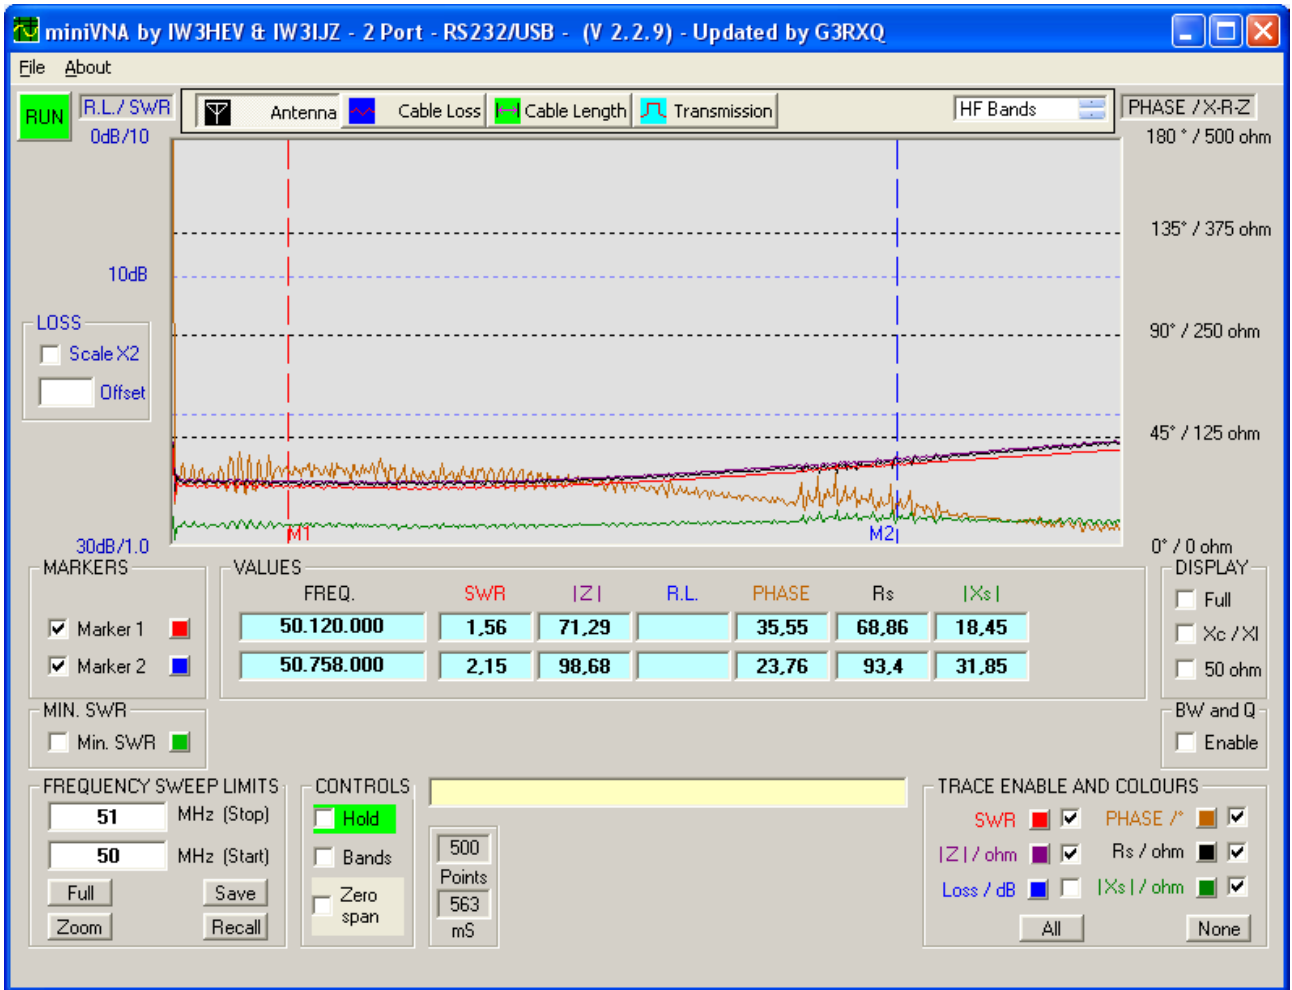 miniVNA by IW3HEV & IW3IJZ - 2 Port - RS232/USB - (V 2.2.9) - Updated by G3RXQ
File About
RUN R.L./ SWR Antenna Cable Loss Cable Length Transmission HF Bands PHASE / X-R-Z
0dB/10 180 ° / 500 ohm
135° / 375 ohm
10dB
LOSS
Scale X2
Offset
90° / 250 ohm
45° / 125 ohm
M1 M2
30dB/1.0 0° / 0 ohm
MARKERS VALUES DISPLAY
FREQ. SWR |Z| R.L. PHASE Rs |Xs| Full
Marker 1 50.120.000 1,56 71,29 35,55 68,86 18,45 Xc / Xl
Marker 2 50.758.000 2,15 98,68 23,76 93,4 31,85 50 ohm
MIN. SWR BW and Q
Min. SWR Enable
FREQUENCY SWEEP LIMITS CONTROLS TRACE ENABLE AND COLOURS
51 MHz (Stop) Hold SWR PHASE /°
50 MHz (Start) Bands 500 |Z| / ohm Rs / ohm
Points
Full Save Zero span 563 Loss / dB |Xs| / ohm
Zoom Recall mS All None